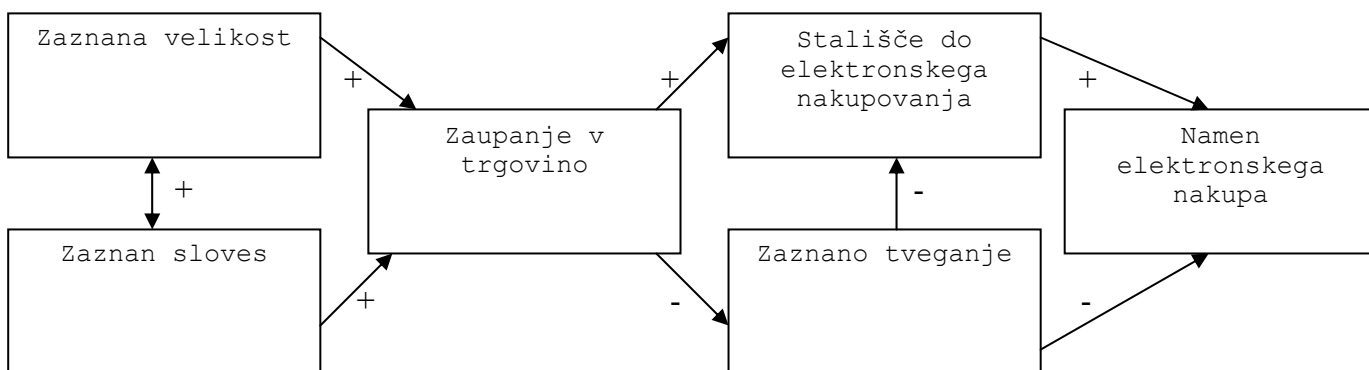 Zaznana velikost
+
+
Zaznan sloves
+
Zaupanje v
trgovino
+
-
Stališče do
elektronskega
nakupovanja
-
Zaznano tveganje
+
-
Namen
elektronskega
nakupa